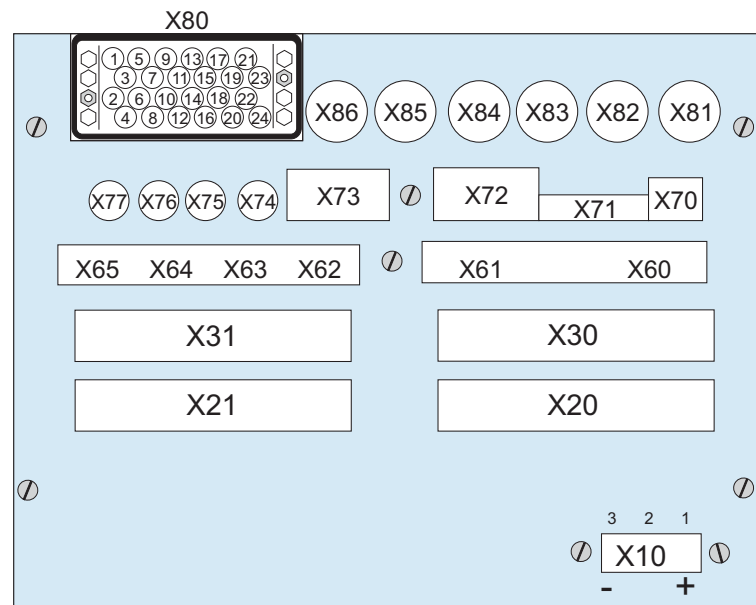 X80
1 5 9 13 17 21
3 7 11 15 19 23
2 6 10 14 18 22
4 8 12 16 20 24
X86 X85 X84 X83 X82 X81
X77 X76 X75 X74 X73 X72 X71 X70
X65 X64 X63 X62 X61 X60
X31 X30
X21 X20
3 2 1
X10
- +